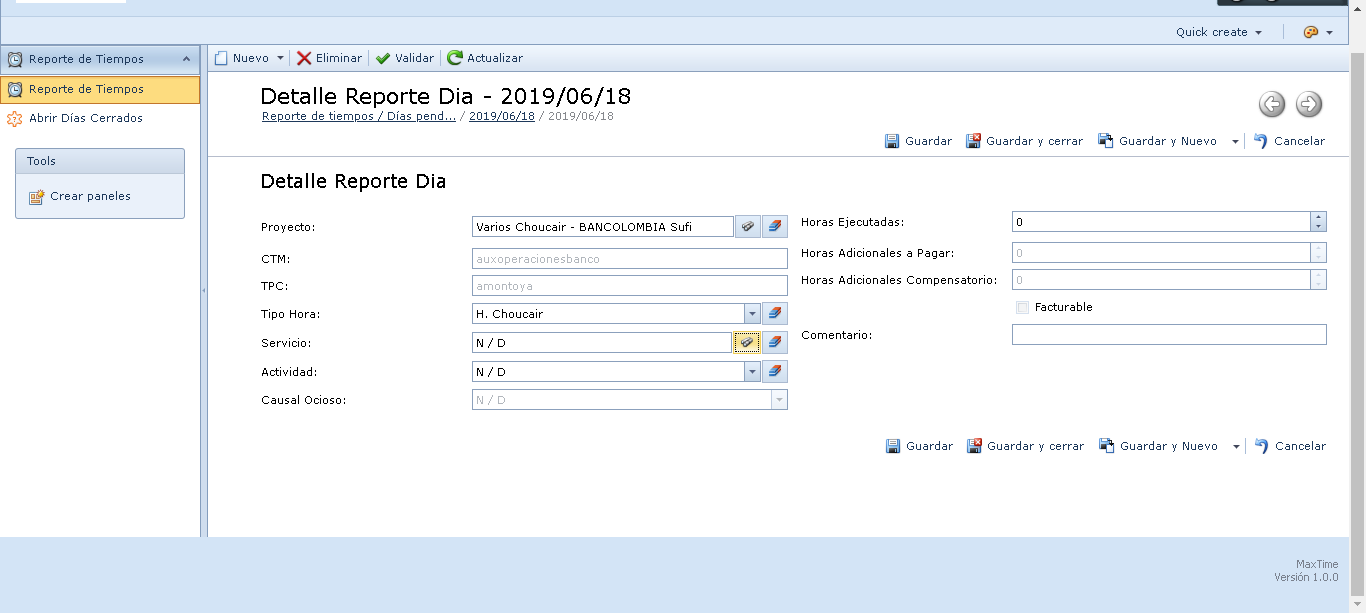 Quick create
Reporte de Tiempos
Reporte de Tiempos
Abrir Días Cerrados
Tools
Crear paneles
Nuevo Eliminar Validar Actualizar
Detalle Reporte Dia - 2019/06/18
Reporte de tiempos / Días pend... / 2019/06/18 / 2019/06/18
Guardar Guardar y cerrar Guardar y Nuevo Cancelar
Detalle Reporte Dia
Proyecto: Varios Choucair - BANCOLOMBIA Sufi
CTM: auxoperacionesbanco
TPC: amontoya
Tipo Hora: H. Choucair
Servicio: N / D
Actividad: N / D
Causal Ocioso: N / D
Horas Ejecutadas: 0
Horas Adicionales a Pagar: 0
Horas Adicionales Compensatorio: 0
Facturable
Comentario:
Guardar Guardar y cerrar Guardar y Nuevo Cancelar
MaxTime
Versión 1.0.0